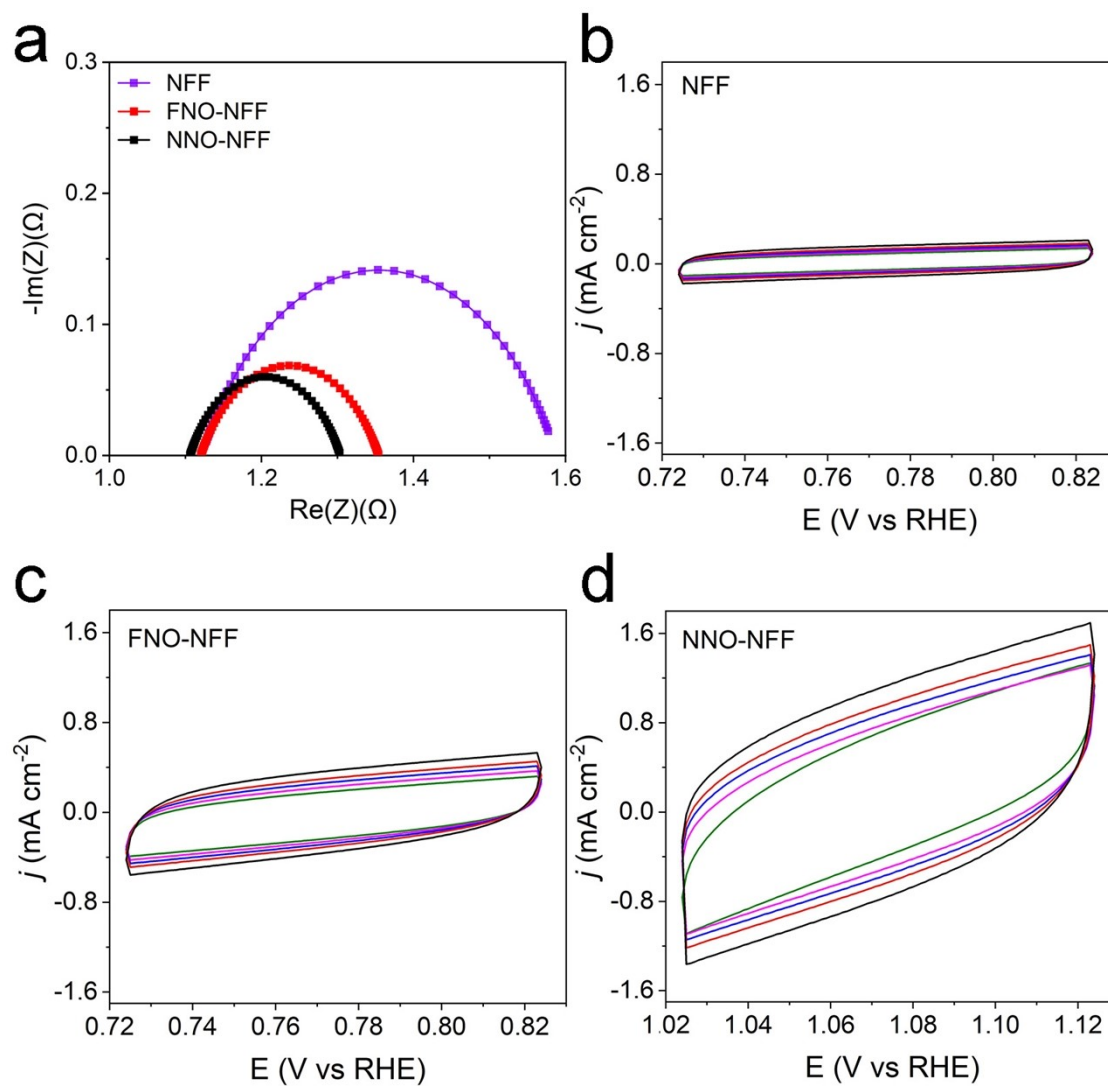 a
0.3
0.2
0.1
0.0
-Im(Z)(Ω)
NFF
FNO-NFF
NNO-NFF
1.0 1.2 1.4 1.6
Re(Z)(Ω)
b
1.6
0.8
0.0
-0.8
-1.6
j (mA cm-2)
NFF
0.72 0.74 0.76 0.78 0.80 0.82
E (V vs RHE)
c
1.6
0.8
0.0
-0.8
-1.6
j (mA cm-2)
FNO-NFF
0.72 0.74 0.76 0.78 0.80 0.82
E (V vs RHE)
d
1.6
0.8
0.0
-0.8
-1.6
j (mA cm-2)
NNO-NFF
1.02 1.04 1.06 1.08 1.10 1.12
E (V vs RHE)